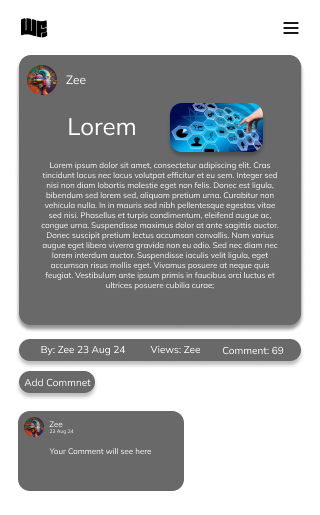 WE
Zee
Lorem
Lorem ipsum dolor sit amet, consectetur adipiscing elit. Cras
tincidunt lacus nec lacus volutpat efficitur et eu sem. Integer sed
nisi non diam lobortis molestie eget non felis. Donec est ligula,
bibendum sed lorem sed, aliquam pretium urna. Curabitur non
vehicula nulla. In in mauris sed nibh pellentesque egestas vitae
sed nisi. Phasellus et turpis condimentum, eleifend augue ac,
congue urna. Suspendisse maximus dolor at ante sagittis auctor.
Donec suscipit pretium lectus accumsan convallis. Nam varius
augue eget libero viverra gravida non eu odio. Sed nec diam nec
lorem interdum auctor. Suspendisse iaculis velit ligula, eget
accumsan risus mollis eget. Vivamus posuere at neque quis
feugiat. Vestibulum ante ipsum primis in faucibus orci luctus et
ultrices posuere cubilia curae;
By: Zee 23 Aug 24 Views: Zee Comment: 69
Add Commnet
Zee
23 Aug 24
Your Comment will see here